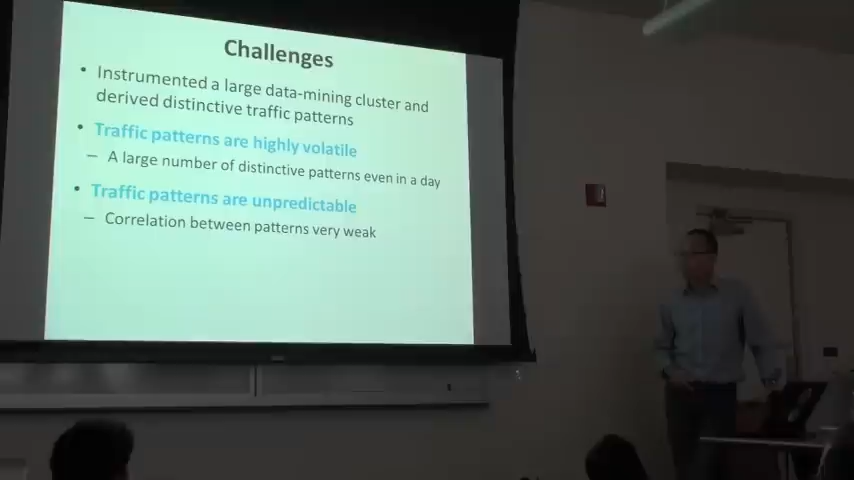 Challenges
• Instrumented a large data-mining cluster and
derived distinctive traffic patterns
• Traffic patterns are highly volatile
– A large number of distinctive patterns even in a day
• Traffic patterns are unpredictable
– Correlation between patterns very weak